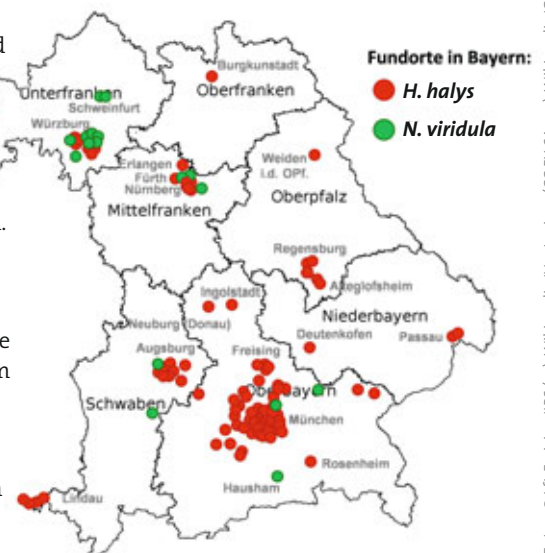 Fundorte in Bayern:
H. halys
N. viridula
Burgkunstadt
Oberfranken
Unterfranken
Schweinfurt
Würzburg
Erlangen
Fürth
Nürnberg
Mittelfranken
Weiden
i.d. OPf.
Oberpfalz
Regensburg
Alteglofsheim
Ingolstadt
Niederbayern
Neuburg (Donau)
Deutenkofen
Passau
Augsburg
Freising
Oberbayern
Schwaben
München
Rosenheim
Hausham
Lindau